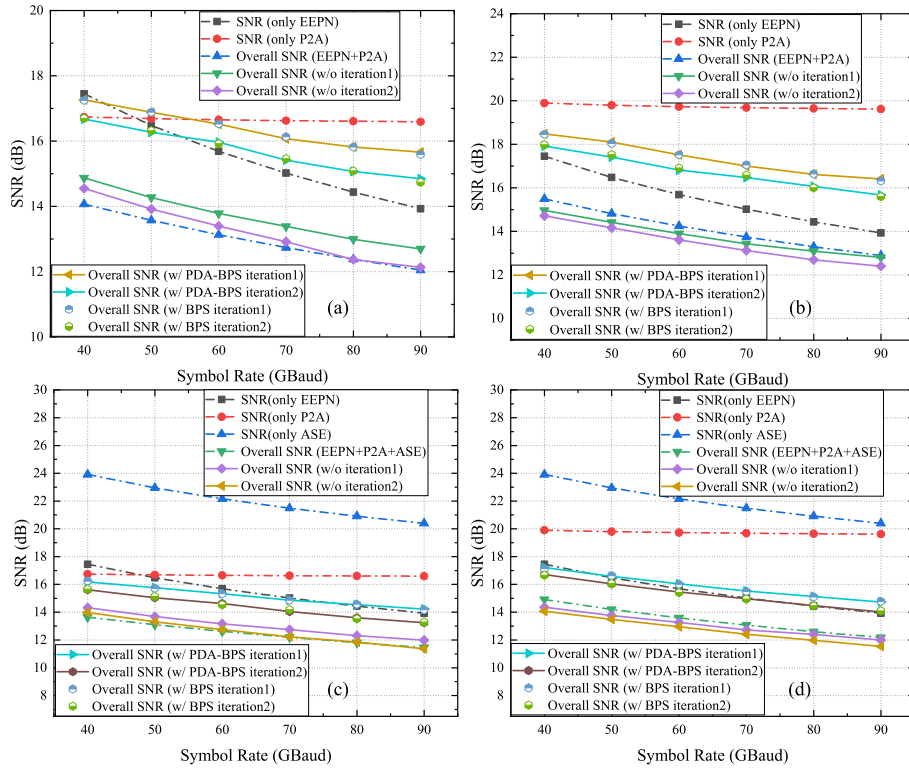 (a)
20
18
16
14
12
10
SNR (dB)
SNR (only EEPN)
SNR (only P2A)
Overall SNR (EEPN+P2A)
Overall SNR (w/o iteration1)
Overall SNR (w/o iteration2)
Overall SNR (w/ PDA-BPS iteration1)
Overall SNR (w/ PDA-BPS iteration2)
Overall SNR (w/ BPS iteration1)
Overall SNR (w/ BPS iteration2)
40 50 60 70 80 90
Symbol Rate (GBaud)
(b)
24
22
20
18
16
14
12
10
SNR (dB)
SNR (only EEPN)
SNR (only P2A)
Overall SNR (EEPN+P2A)
Overall SNR (w/o iteration1)
Overall SNR (w/o iteration2)
Overall SNR (w/ PDA-BPS iteration1)
Overall SNR (w/ PDA-BPS iteration2)
Overall SNR (w/ BPS iteration1)
Overall SNR (w/ BPS iteration2)
40 50 60 70 80 90
Symbol Rate (GBaud)
(c)
30
28
26
24
22
20
18
16
14
12
10
8
SNR (dB)
SNR(only EEPN)
SNR(only P2A)
SNR(only ASE)
Overall SNR (EEPN+P2A+ASE)
Overall SNR (w/o iteration1)
Overall SNR (w/o iteration2)
Overall SNR (w/ PDA-BPS iteration1)
Overall SNR (w/ PDA-BPS iteration2)
Overall SNR (w/ BPS iteration1)
Overall SNR (w/ BPS iteration2)
40 50 60 70 80 90
Symbol Rate (GBaud)
(d)
30
28
26
24
22
20
18
16
14
12
10
8
SNR (dB)
SNR(only EEPN)
SNR(only P2A)
SNR(only ASE)
Overall SNR (EEPN+P2A+ASE)
Overall SNR (w/o iteration1)
Overall SNR (w/o iteration2)
Overall SNR (w/ PDA-BPS iteration1)
Overall SNR (w/ PDA-BPS iteration2)
Overall SNR (w/ BPS iteration1)
Overall SNR (w/ BPS iteration2)
40 50 60 70 80 90
Symbol Rate (GBaud)